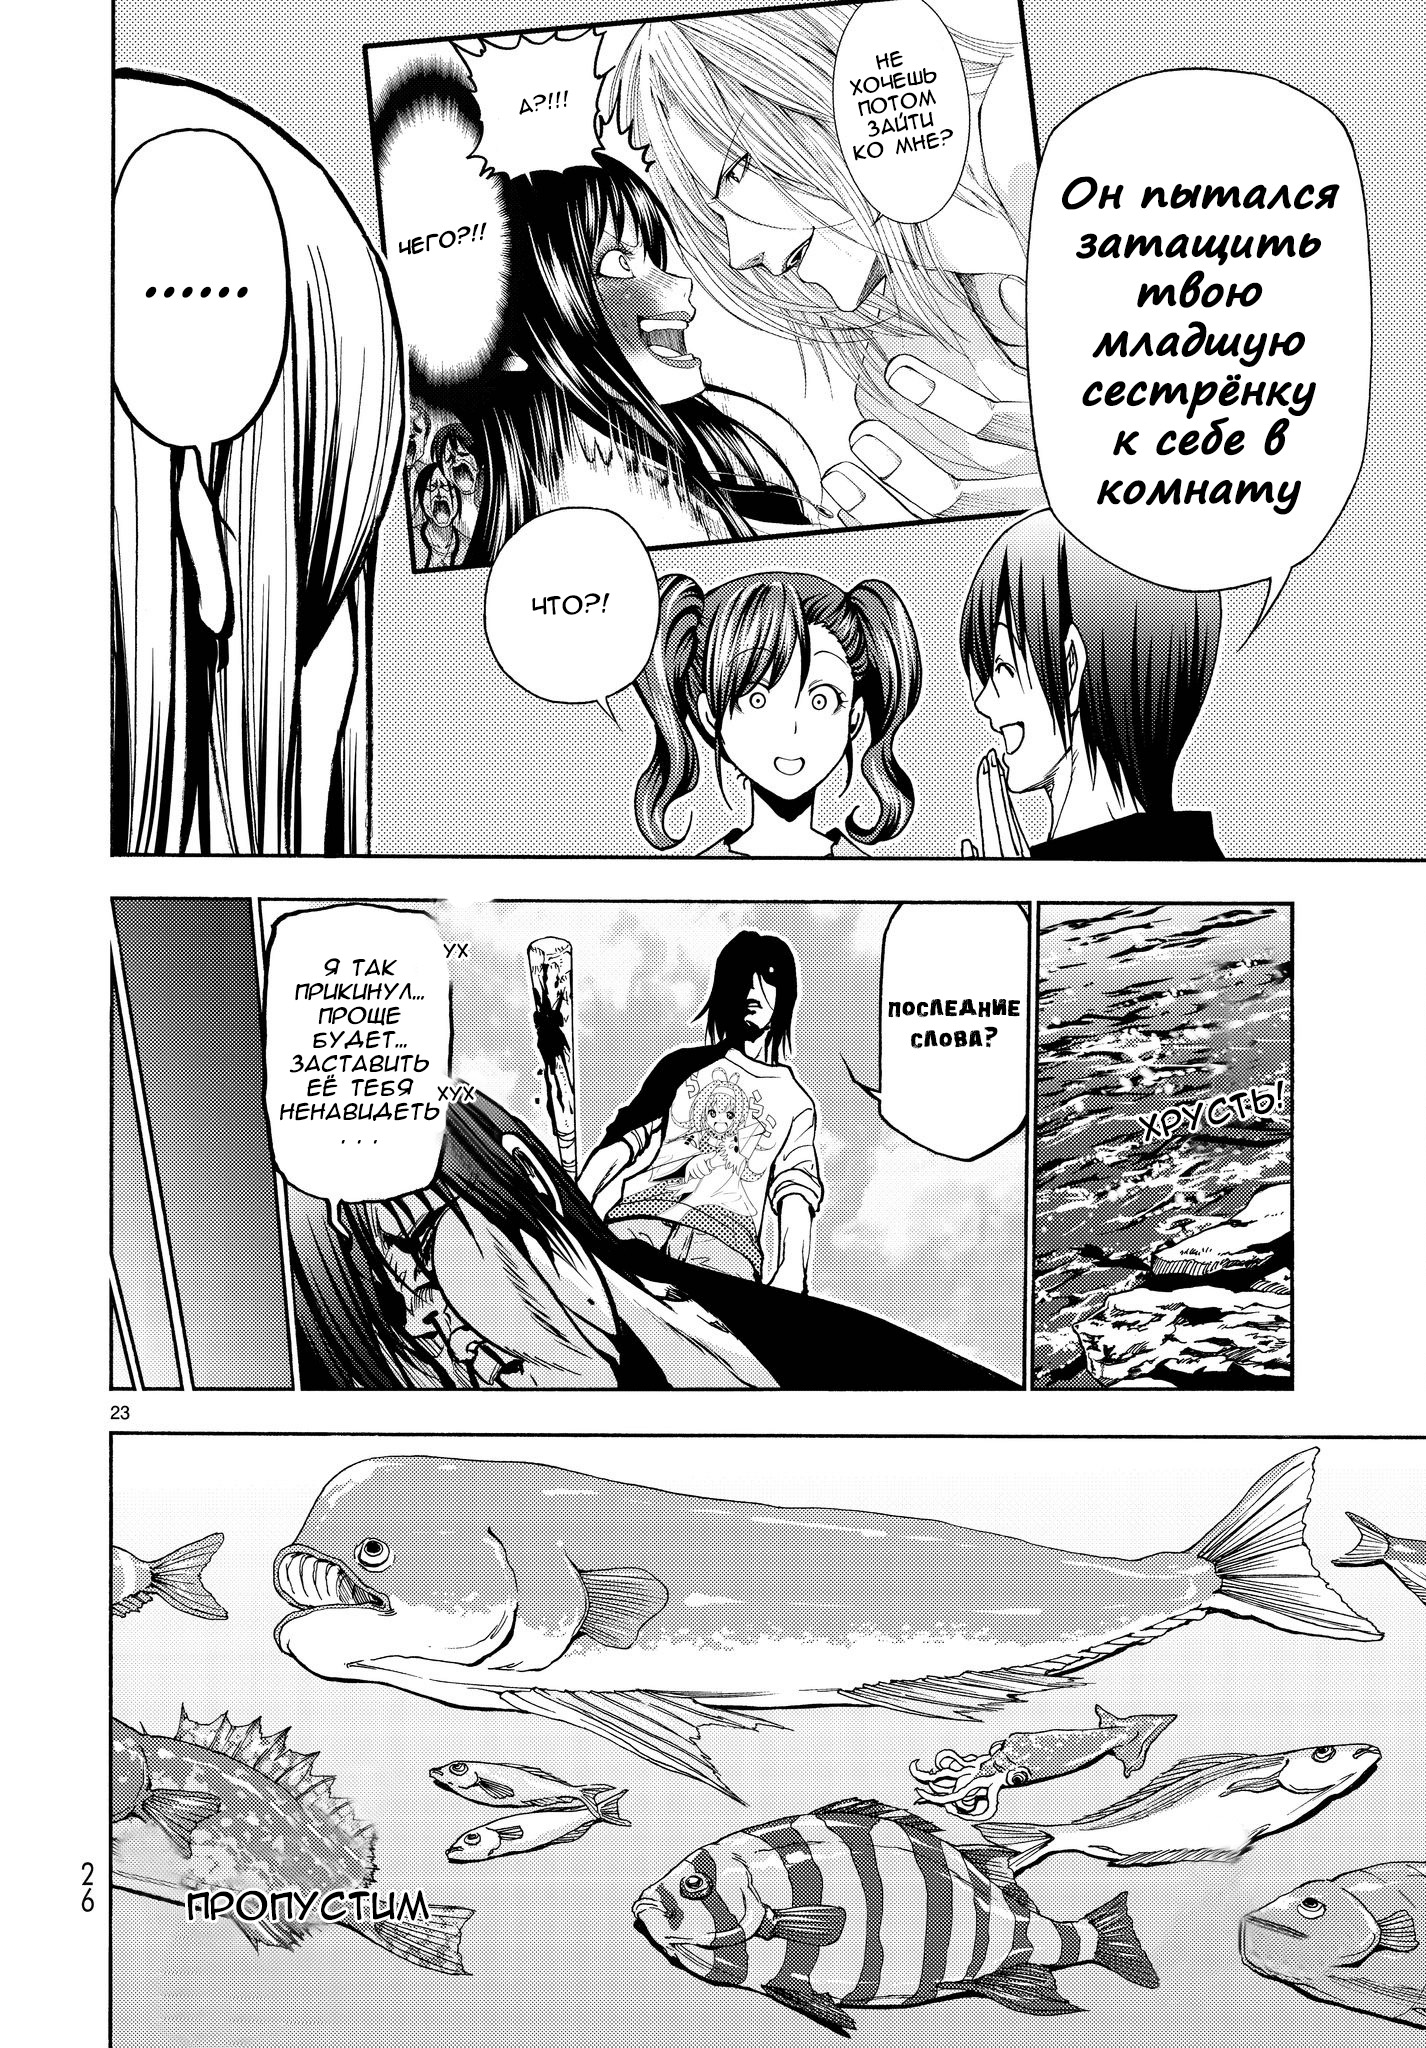 Он пытался
затащить
твою
младшую
сестрёнку
к себе в
комнату
НЕ
ХОЧЕШЬ
ПОТОМ
ЗАЙТИ
КО МНЕ?
А?!!!
ЧЕГО?!!
ЧТО?!
......
ХРУСТЬ!
ПОСЛЕДНИЕ
СЛОВА?
УХ
Я ТАК
ПРИКИНУЛ...
ПРОЩЕ
БУДЕТ...
ЗАСТАВИТЬ
ЕЁ ТЕБЯ
НЕНАВИДЕТЬ
...
ХУХ
23
ПРОПУСТИМ
26